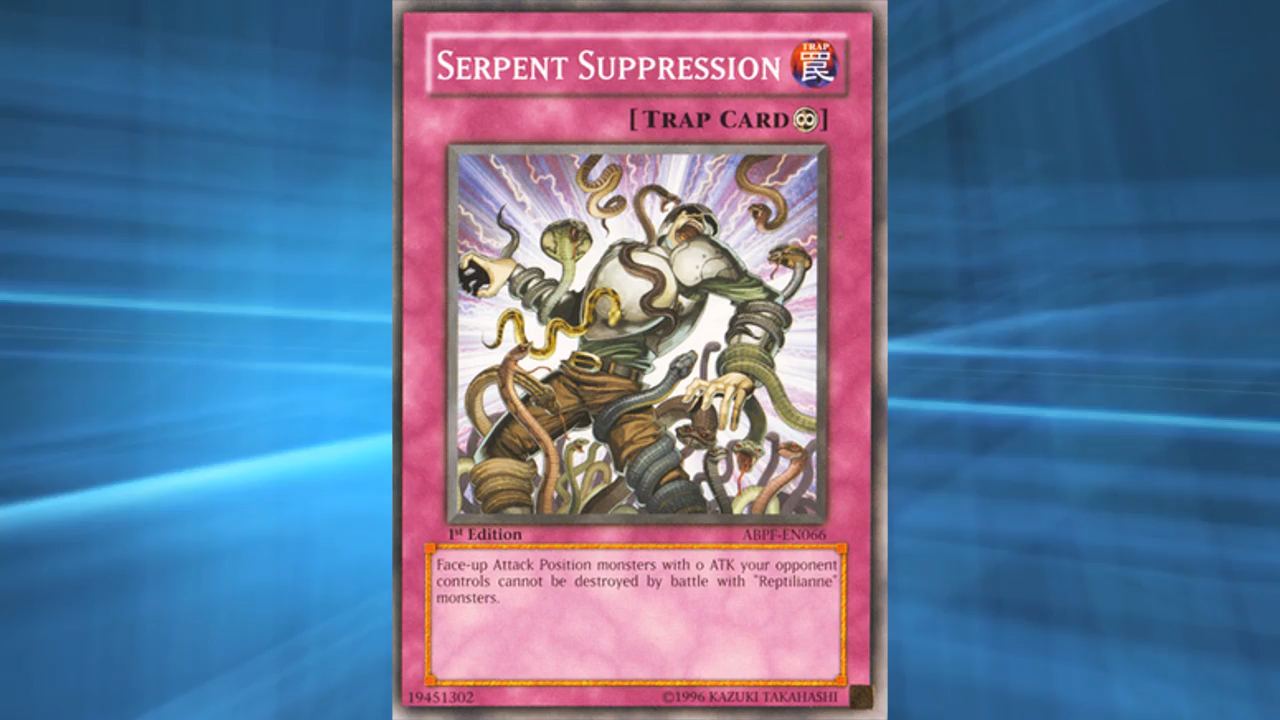 SERPENT SUPPRESSION
TRAP
罠
[TRAP CARD∞]
1st Edition
ABPF-EN066
Face-up Attack Position monsters with 0 ATK your opponent
controls cannot be destroyed by battle with "Reptilianne"
monsters.
19451302
©1996 KAZUKI TAKAHASHI